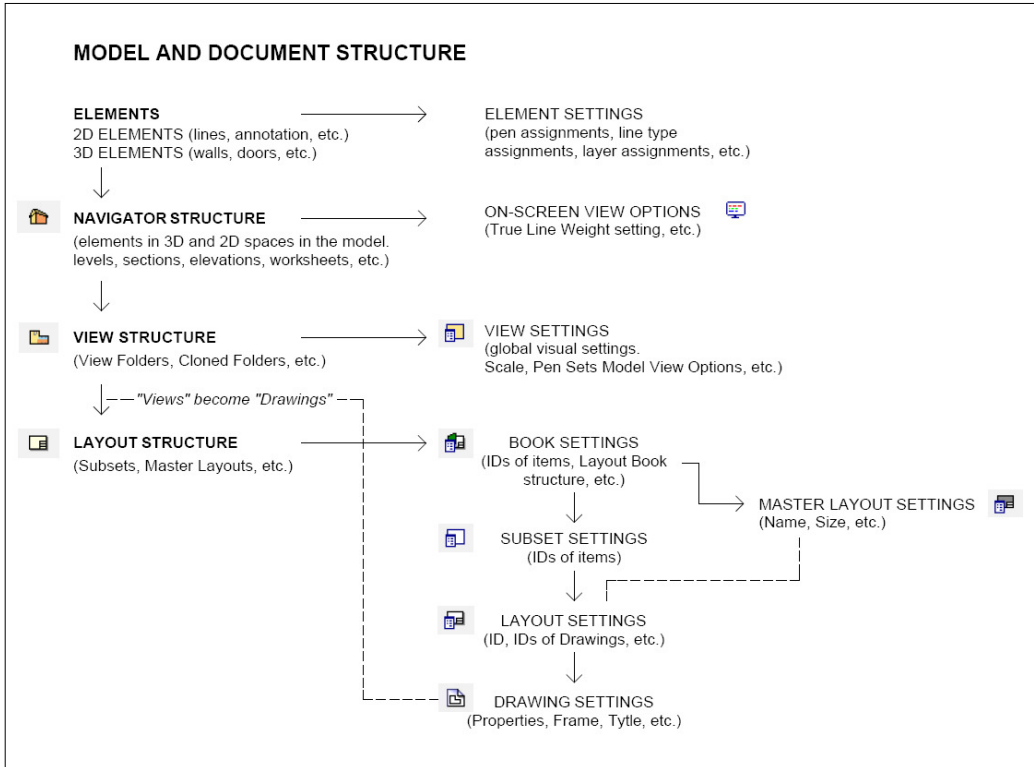 MODEL AND DOCUMENT STRUCTURE
ELEMENTS
2D ELEMENTS (lines, annotation, etc.)
3D ELEMENTS (walls, doors, etc.)
ELEMENT SETTINGS
(pen assignments, line type
assignments, layer assignments, etc.)
NAVIGATOR STRUCTURE
(elements in 3D and 2D spaces in the model.
levels, sections, elevations, worksheets, etc.)
ON-SCREEN VIEW OPTIONS
(True Line Weight setting, etc.)
VIEW STRUCTURE
(View Folders, Cloned Folders, etc.)
VIEW SETTINGS
(global visual settings.
Scale, Pen Sets Model View Options, etc.)
"Views" become "Drawings"
LAYOUT STRUCTURE
(Subsets, Master Layouts, etc.)
BOOK SETTINGS
(IDs of items, Layout Book
structure, etc.)
MASTER LAYOUT SETTINGS
(Name, Size, etc.)
SUBSET SETTINGS
(IDs of items)
LAYOUT SETTINGS
(ID, IDs of Drawings, etc.)
DRAWING SETTINGS
(Properties, Frame, Tytle, etc.)